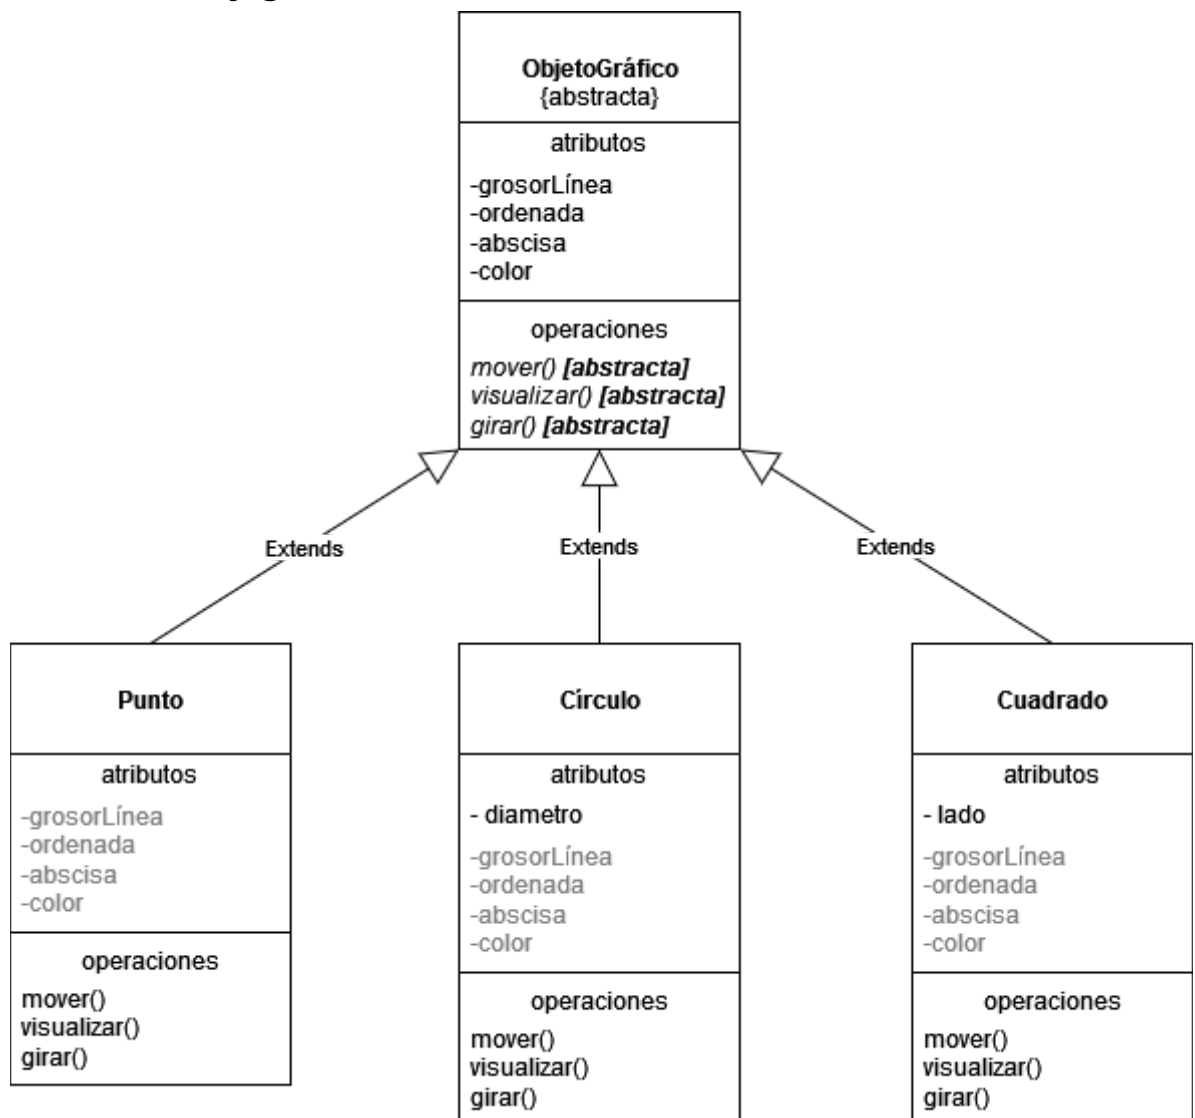 ObjetoGráfico
{abstracta}
atributos
-grosorLínea
-ordenada
-abscisa
-color
operaciones
mover() [abstracta]
visualizar() [abstracta]
girar() [abstracta]
Extends
Extends
Extends
Punto
atributos
-grosorLínea
-ordenada
-abscisa
-color
operaciones
mover()
visualizar()
girar()
Círculo
atributos
- diametro
-grosorLínea
-ordenada
-abscisa
-color
operaciones
mover()
visualizar()
girar()
Cuadrado
atributos
- lado
-grosorLínea
-ordenada
-abscisa
-color
operaciones
mover()
visualizar()
girar()